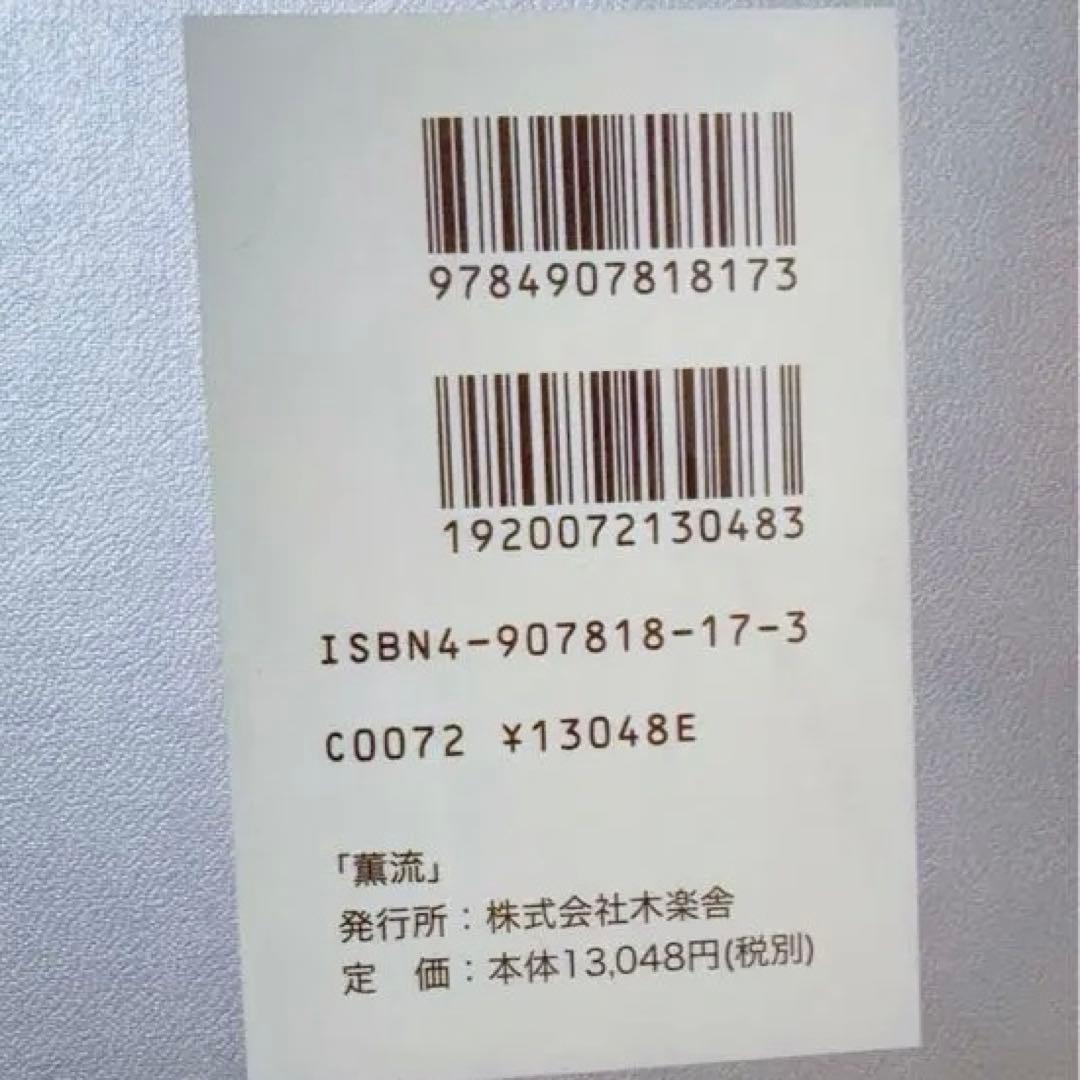 9784907818173
1920072130483
ISBN4-907818-17-3
C0072 ¥13048E
「薫流」
発行所：株式会社木楽舎
定　価：本体13,048円(税別)